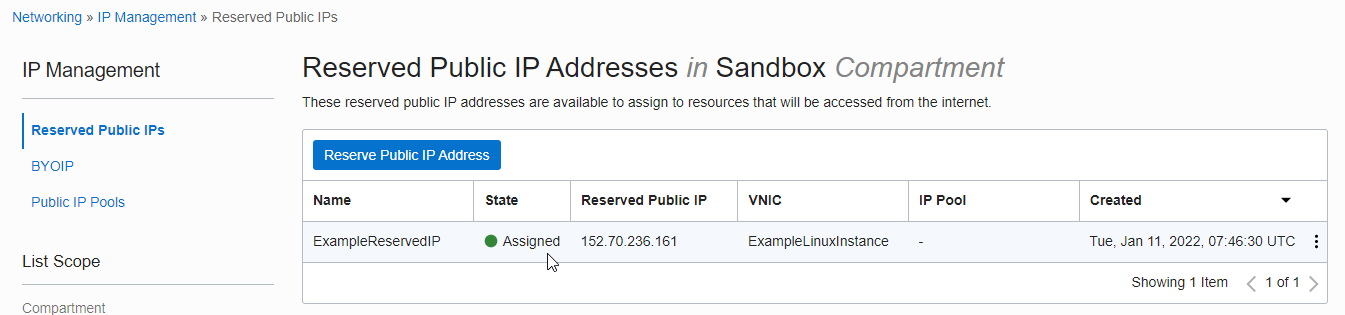 Networking » IP Management » Reserved Public IPs
IP Management
Reserved Public IPs
BYOIP
Public IP Pools
List Scope
Compartment
Reserved Public IP Addresses in Sandbox Compartment
These reserved public IP addresses are available to assign to resources that will be accessed from the internet.
Reserve Public IP Address
Name State Reserved Public IP VNIC IP Pool Created
ExampleReservedIP Assigned 152.70.236.161 ExampleLinuxInstance - Tue, Jan 11, 2022, 07:46:30 UTC
Showing 1 Item 1 of 1